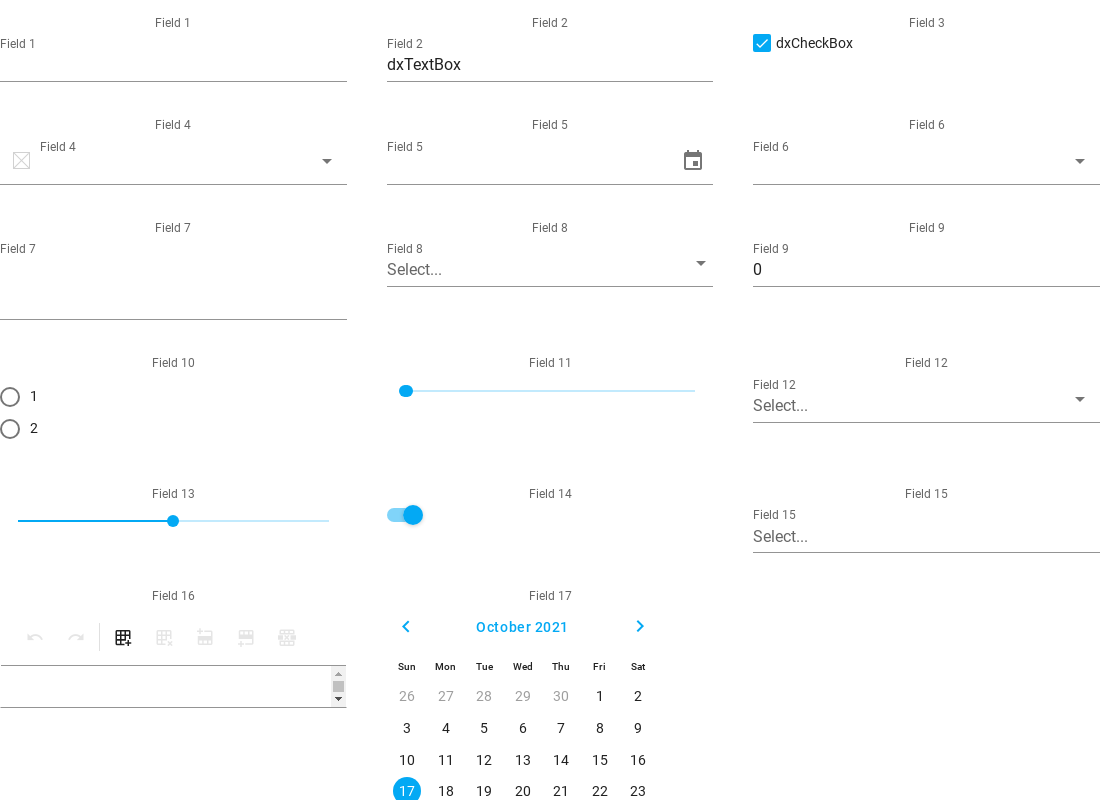 Field 1
Field 1
Field 2
Field 2
dxTextBox
Field 3
dxCheckBox
Field 4
Field 4
Field 5
Field 5
Field 6
Field 6
Field 7
Field 7
Field 8
Field 8
Select...
Field 9
Field 9
0
Field 10
1
2
Field 11
Field 12
Field 12
Select...
Field 13
Field 14
Field 15
Field 15
Select...
Field 16
Field 17
October 2021
Sun Mon Tue Wed Thu Fri Sat
26 27 28 29 30 1 2
3 4 5 6 7 8 9
10 11 12 13 14 15 16
17 18 19 20 21 22 23